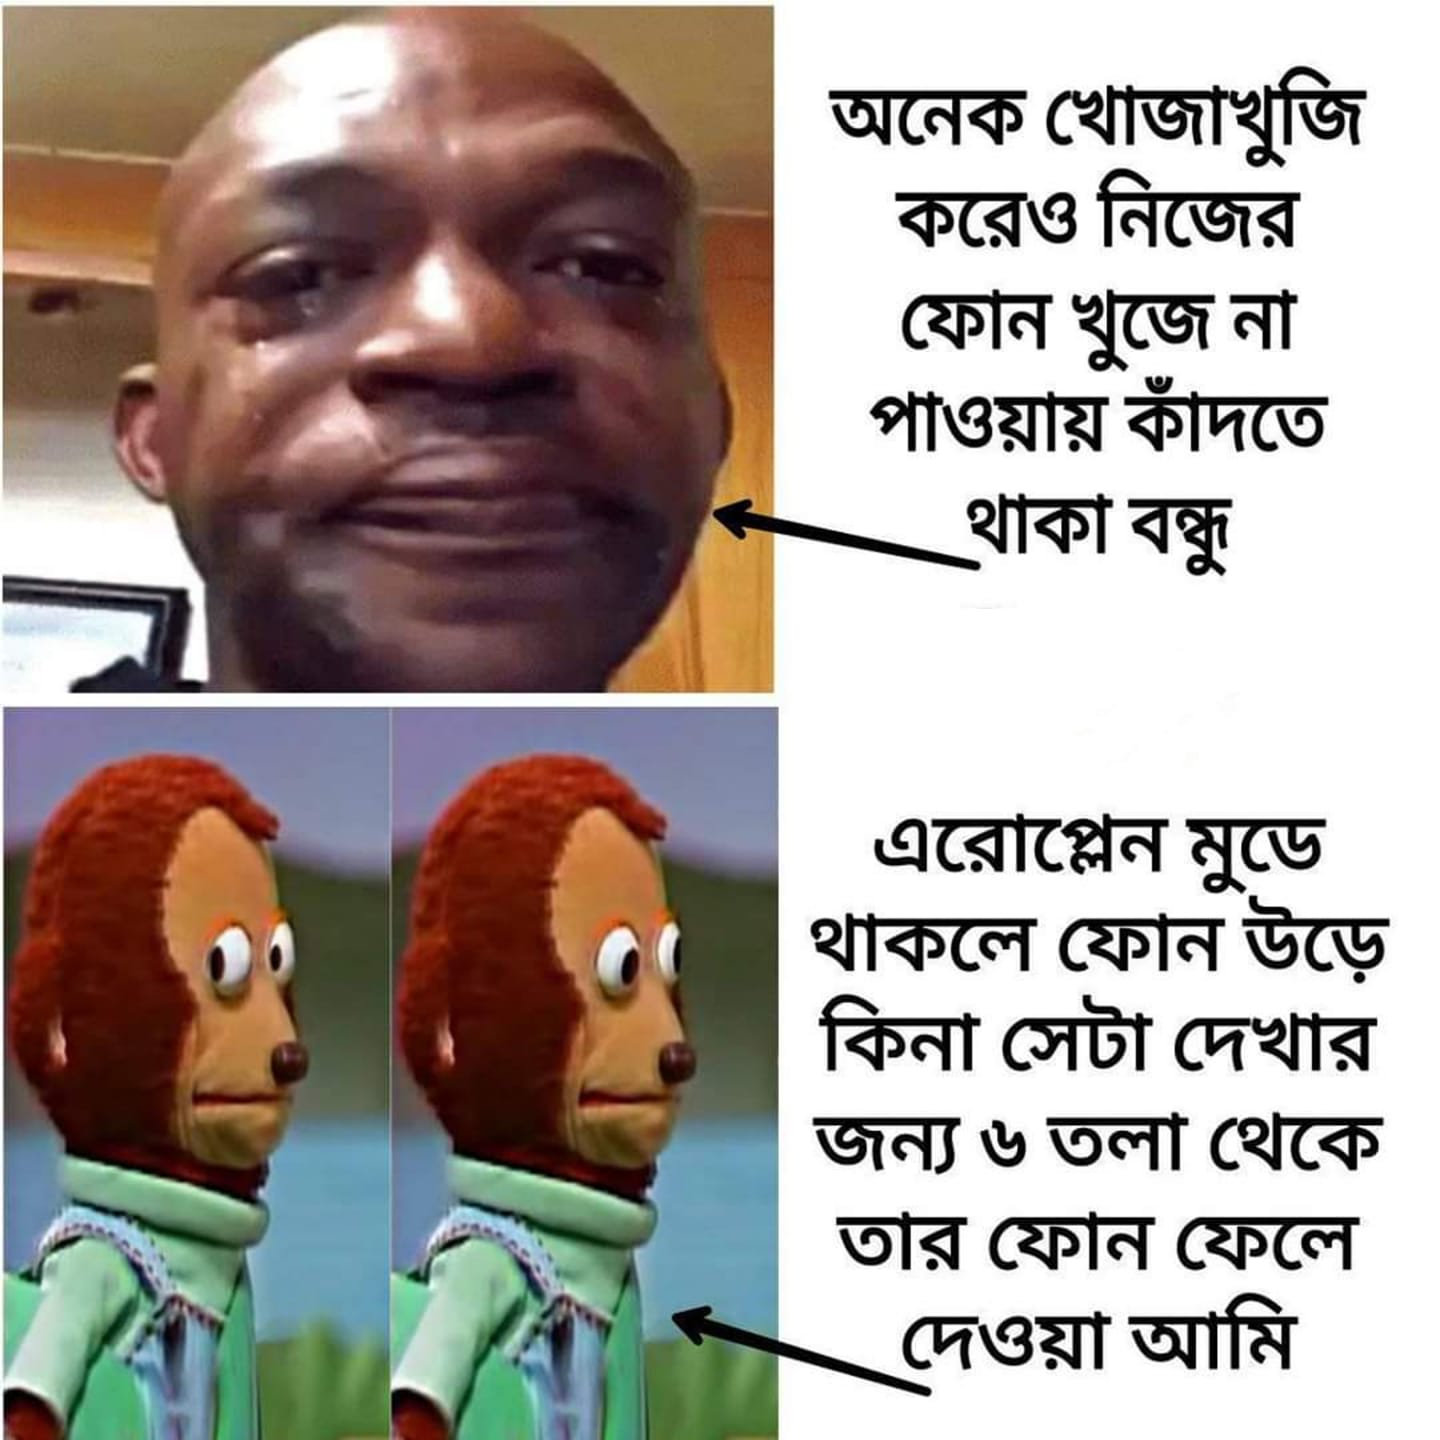 অনেক খোজাখুজি
করেও নিজের
ফোন খুজে না
পাওয়ায় কাঁদতে
থাকা বন্ধু
এরোপ্লেন মুডে
থাকলে ফোন উড়ে
কিনা সেটা দেখার
জন্য ৬ তলা থেকে
তার ফোন ফেলে
দেওয়া আমি